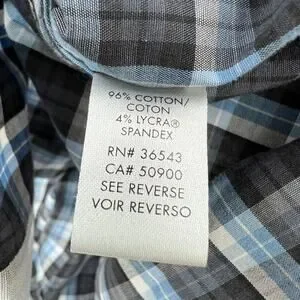 96% COTTON/
COTON
4% LYCRA®
SPANDEX
RN# 36543
CA# 50900
SEE REVERSE
VOIR REVERSO